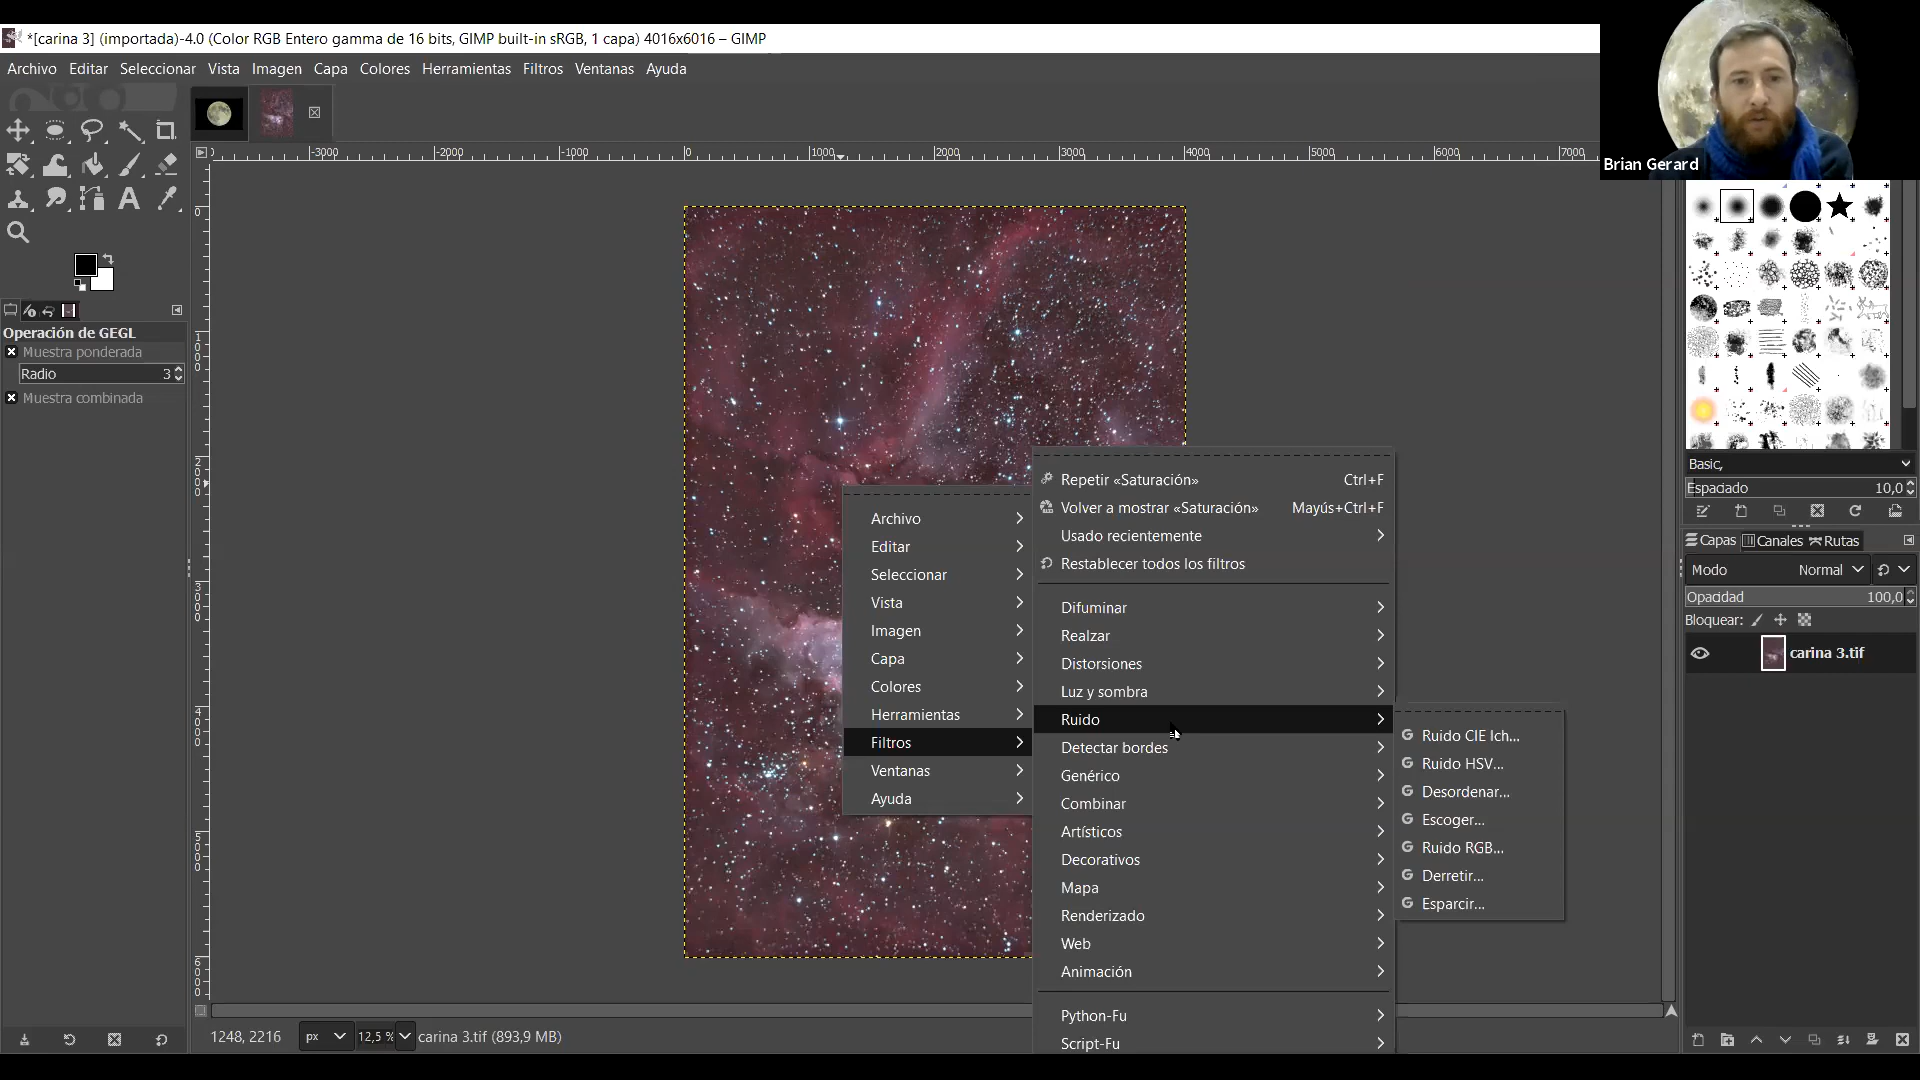 *[carina 3] (importada)-4.0 (Color RGB Entero gamma de 16 bits, GIMP built-in sRGB, 1 capa) 4016x6016 – GIMP
Archivo Editar Seleccionar Vista Imagen Capa Colores Herramientas Filtros Ventanas Ayuda
Brian Gerard
-3000 -2000 -1000 0 1000 2000 3000 4000 5000 6000 7000
0
1000
2000
3000
4000
5000
6000
Operación de GEGL
Muestra ponderada
Radio 3
Muestra combinada
Archivo
Editar
Seleccionar
Vista
Imagen
Capa
Colores
Herramientas
Filtros
Ventanas
Ayuda
Repetir «Saturación» Ctrl+F
Volver a mostrar «Saturación» Mayús+Ctrl+F
Usado recientemente
Restablecer todos los filtros
Difuminar
Realzar
Distorsiones
Luz y sombra
Ruido
Detectar bordes
Genérico
Combinar
Artísticos
Decorativos
Mapa
Renderizado
Web
Animación
Python-Fu
Script-Fu
Ruido CIE lch...
Ruido HSV...
Desordenar...
Escoger...
Ruido RGB...
Derretir...
Esparcir...
Basic,
Espaciado 10,0
Capas Canales Rutas
Modo Normal
Opacidad 100,0
Bloquear:
carina 3.tif
1248, 2216 px 12,5 % carina 3.tif (893,9 MB)